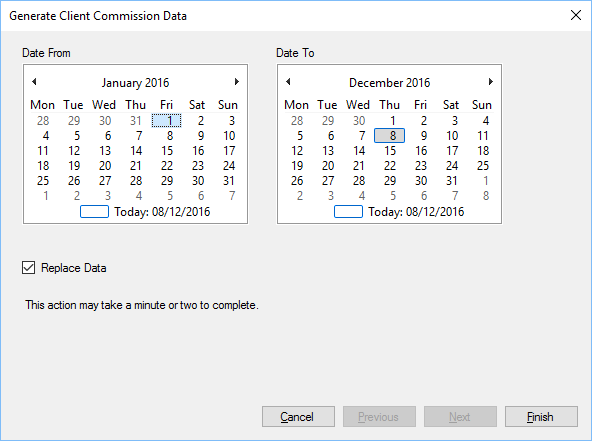 Generate Client Commission Data
Date From
Date To
January 2016
Mon Tue Wed Thu Fri Sat Sun
28 29 30 31 1 2 3
4 5 6 7 8 9 10
11 12 13 14 15 16 17
18 19 20 21 22 23 24
25 26 27 28 29 30 31
1 2 3 4 5 6 7
Today: 08/12/2016
December 2016
Mon Tue Wed Thu Fri Sat Sun
28 29 30 1 2 3 4
5 6 7 8 9 10 11
12 13 14 15 16 17 18
19 20 21 22 23 24 25
26 27 28 29 30 31 1
2 3 4 5 6 7 8
Today: 08/12/2016
Replace Data
This action may take a minute or two to complete.
Cancel Previous Next Finish